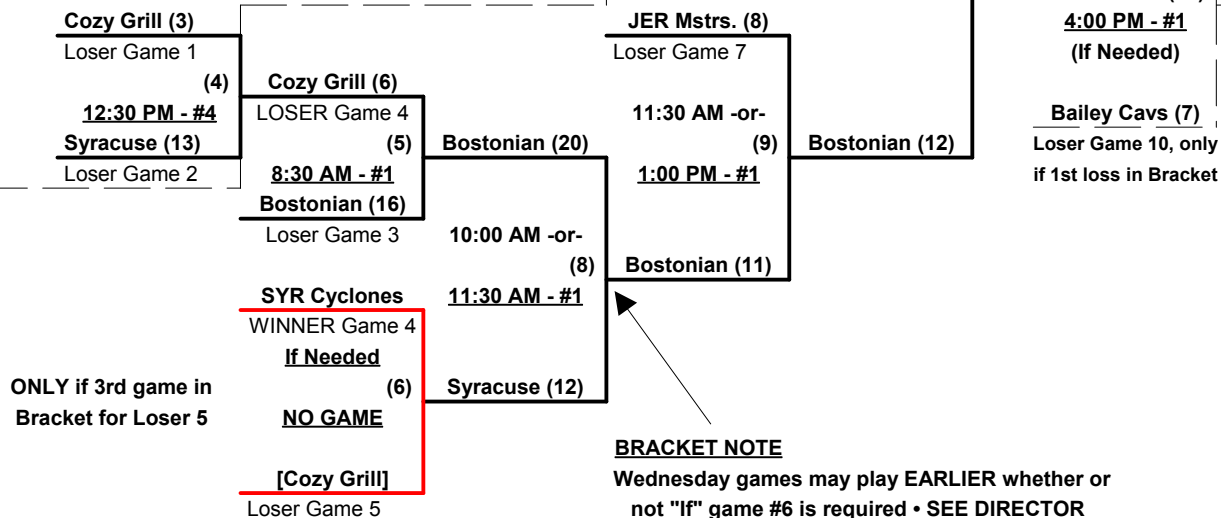 Cozy Grill (3)
Loser Game 1
(4)
12:30 PM - #4
Syracuse (13)
Loser Game 2
Cozy Grill (6)
LOSER Game 4
(5)
8:30 AM - #1
Bostonian (16)
Loser Game 3
SYR Cyclones
WINNER Game 4
If Needed
(6)
NO GAME
[Cozy Grill]
Loser Game 5
ONLY if 3rd game in
Bracket for Loser 5
Bostonian (20)
10:00 AM -or-
(8)
11:30 AM - #1
Syracuse (12)
JER Mstrs. (8)
Loser Game 7
11:30 AM -or-
(9)
1:00 PM - #1
Bostonian (11)
Bostonian (12)
4:00 PM - #1
(If Needed)
Bailey Cavs (7)
Loser Game 10, only
if 1st loss in Bracket
BRACKET NOTE
Wednesday games may play EARLIER whether or
not "If" game #6 is required • SEE DIRECTOR